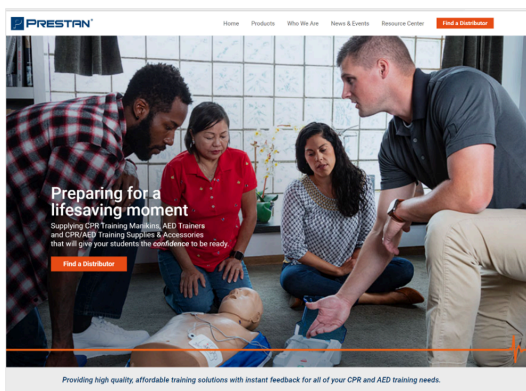 PRESTAN®
Home Products Who We Are News & Events Resource Center Find a Distributor
Preparing for a
lifesaving moment
Supplying CPR Training Manikins, AED Trainers
and CPR/AED Training Supplies & Accessories
that will give your students the confidence to be ready.
Find a Distributor
Providing high quality, affordable training solutions with instant feedback for all of your CPR and AED training needs.